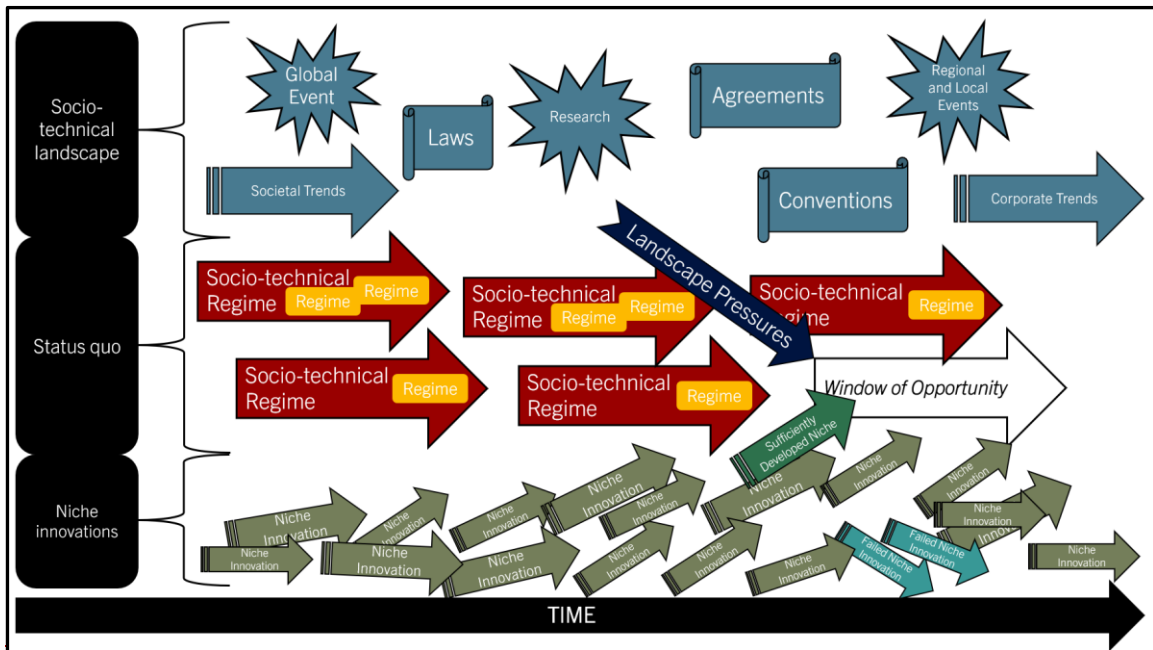 Socio-
technical
landscape
Global
Event
Laws
Research
Agreements
Regional
and Local
Events
Societal Trends
Conventions
Corporate Trends
Landscape Pressures
Status quo
Socio-technical
Regime
Regime
Regime
Socio-technical
Regime
Regime
Regime
Socio-technical
Regime
Regime
Socio-technical
Regime
Regime
Socio-technical
Regime
Regime
Window of Opportunity
Sufficiently
Developed Niche
Niche
innovations
Niche
Innovation
Niche
Innovation
Niche
Innovation
Niche
Innovation
Niche
Innovation
Niche
Innovation
Niche
Innovation
Niche
Innovation
Niche
Innovation
Niche
Innovation
Niche
Innovation
Niche
Innovation
Niche
Innovation
Failed Niche
Innovation
Failed Niche
Innovation
Niche
Innovation
Niche
Innovation
Niche
Innovation
Niche
Innovation
TIME